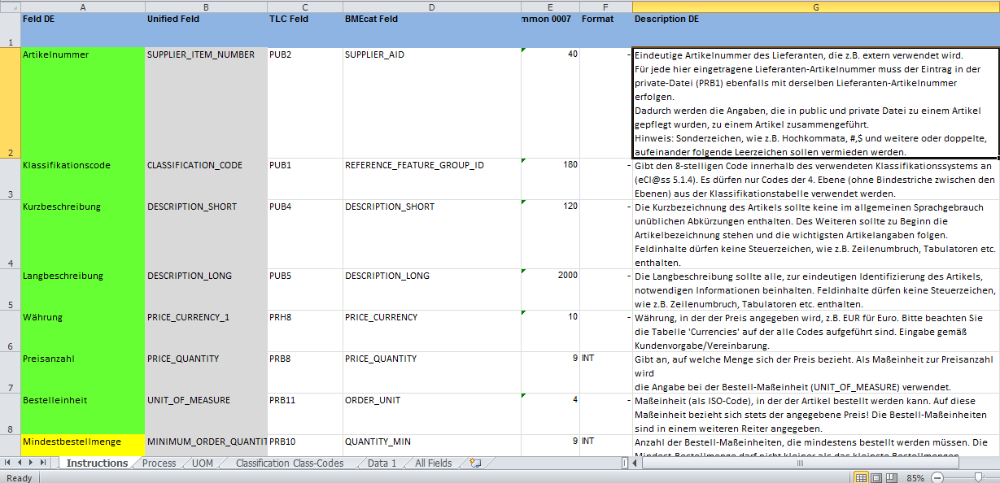 A B C D E F G
1 Feld DE Unified Feld TLC Feld BMEcat Feld mmon 0007 Format Description DE
2 Artikelnummer SUPPLIER_ITEM_NUMBER PUB2 SUPPLIER_AID 40 - Eindeutige Artikelnummer des Lieferanten, die z.B. extern verwendet wird.
Für jede hier eingetragene Lieferanten-Artikelnummer muss der Eintrag in der
private-Datei (PRB1) ebenfalls mit derselben Lieferanten-Artikelnummer
erfolgen.
Dadurch werden die Angaben, die in public und private Datei zu einem Artikel
gepflegt wurden, zu einem Artikel zusammengeführt.
Hinweis: Sonderzeichen, wie z.B. Hochkommata, #,$ und weitere oder doppelte,
aufeinander folgende Leerzeichen sollen vermieden werden.
3 Klassifikationscode CLASSIFICATION_CODE PUB1 REFERENCE_FEATURE_GROUP_ID 180 - Gibt den 8-stelligen Code innerhalb des verwendeten Klassifikationssystems an
(eCl@ss 5.1.4). Es dürfen nur Codes der 4. Ebene (ohne Bindestriche zwischen den
Ebenen) aus der Klassifikationstabelle verwendet werden.
4 Kurzbeschreibung DESCRIPTION_SHORT PUB4 DESCRIPTION_SHORT 120 - Die Kurzbezeichnung des Artikels sollte keine im allgemeinen Sprachgebrauch
unüblichen Abkürzungen enthalten. Des Weiteren sollte zu Beginn die
Artikelbezeichnung stehen und die wichtigsten Artikelangaben folgen.
Feldinhalte dürfen keine Steuerzeichen, wie z.B. Zeilenumbruch, Tabulatoren etc.
enthalten.
5 Langbeschreibung DESCRIPTION_LONG PUB5 DESCRIPTION_LONG 2000 - Die Langbeschreibung sollte alle, zur eindeutigen Identifizierung des Artikels,
notwendigen Informationen beinhalten. Feldinhalte dürfen keine Steuerzeichen,
wie z.B. Zeilenumbruch, Tabulatoren etc. enthalten.
6 Währung PRICE_CURRENCY_1 PRH8 PRICE_CURRENCY 10 - Währung, in der der Preis angegeben wird, z.B. EUR für Euro. Bitte beachten Sie
die Tabelle 'Currencies' auf der alle Codes aufgeführt sind. Eingabe gemäß
Kundenvorgabe/Vereinbarung.
7 Preisanzahl PRICE_QUANTITY PRB8 PRICE_QUANTITY 9 INT Gibt an, auf welche Menge sich der Preis bezieht. Als Maßeinheit zur Preisanzahl
wird
die Angabe bei der Bestell-Maßeinheit (UNIT_OF_MEASURE) verwendet.
8 Bestelleinheit UNIT_OF_MEASURE PRB11 ORDER_UNIT 4 - Maßeinheit (als ISO-Code), in der der Artikel bestellt werden kann. Auf diese
Maßeinheit bezieht sich stets der angegebene Preis! Die Bestell-Maßeinheiten
sind in einem weiteren Reiter angegeben.
Mindestbestellmenge MINIMUM_ORDER_QUANTIT PRB10 QUANTITY_MIN 9 INT Anzahl der Bestell-Maßeinheiten, die mindestens bestellt werden müssen. Die
Mindest-Bestellmenge darf nicht kleiner als das kleinste Bestellmengen
Instructions Process UOM Classification Class-Codes Data 1 All Fields
Ready 85%